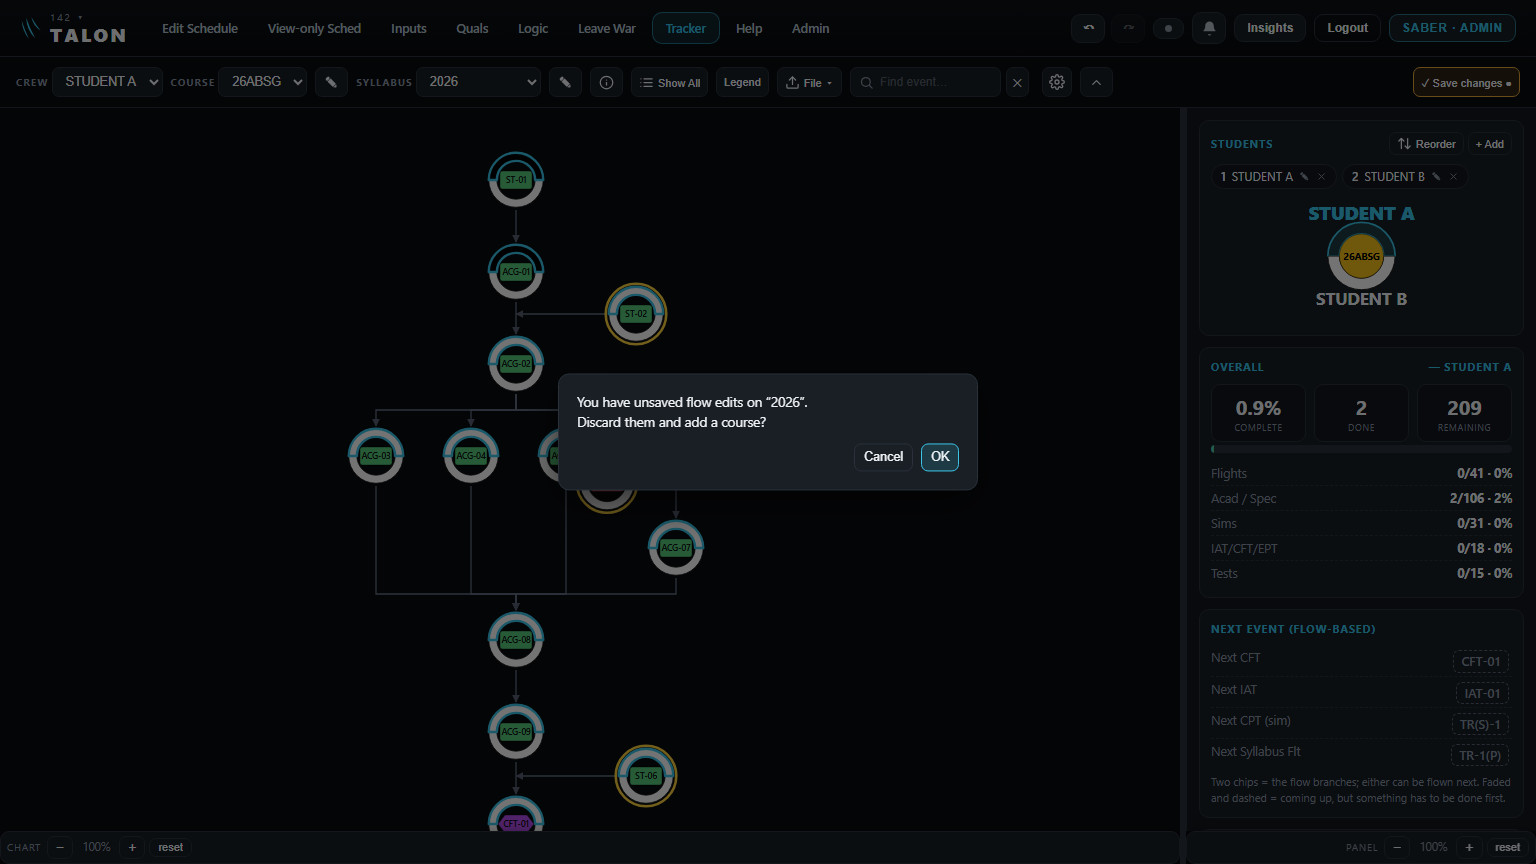 142
TALON
Edit Schedule
View-only Sched
Inputs
Quals
Logic
Leave War
Tracker
Help
Admin
Insights
Logout
SABER · ADMIN
CREW
STUDENT A
COURSE
26ABSG
SYLLABUS
2026
Show All
Legend
File
Find event...
✓ Save changes ●
ST-01
ACG-01
ST-02
ACG-02
ACG-03
ACG-04
ACG-07
ACG-08
ACG-09
ST-06
CFT-01
You have unsaved flow edits on “2026”.
Discard them and add a course?
Cancel
OK
STUDENTS
Reorder
+ Add
1 STUDENT A
2 STUDENT B
STUDENT A
26ABSG
STUDENT B
OVERALL
— STUDENT A
0.9%
COMPLETE
2
DONE
209
REMAINING
Flights 0/41 · 0%
Acad / Spec 2/106 · 2%
Sims 0/31 · 0%
IAT/CFT/EPT 0/18 · 0%
Tests 0/15 · 0%
NEXT EVENT (FLOW-BASED)
Next CFT CFT-01
Next IAT IAT-01
Next CPT (sim) TR(S)-1
Next Syllabus Flt TR-1(P)
Two chips = the flow branches; either can be flown next. Faded
and dashed = coming up, but something has to be done first.
CHART − 100% + reset
PANEL − 100% + reset